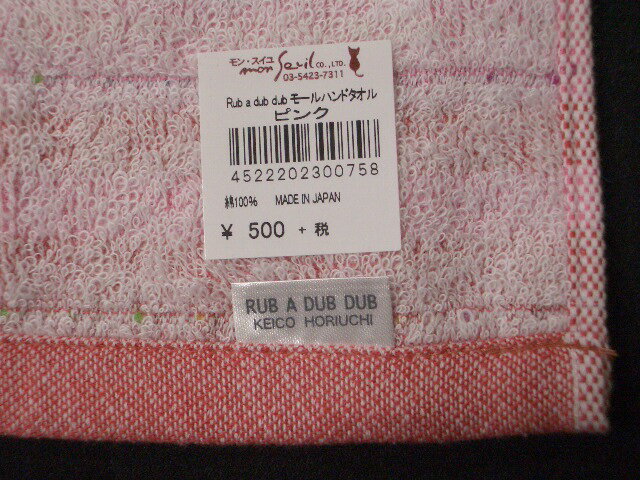 モン・スイユ
mon Seuil CO.,LTD.
03-5423-7311
Rub a dub dub モールハンドタオル
ピンク
4522202300758
綿100% MADE IN JAPAN
¥ 500 + 税
RUB A DUB DUB
KEICO HORIUCHI